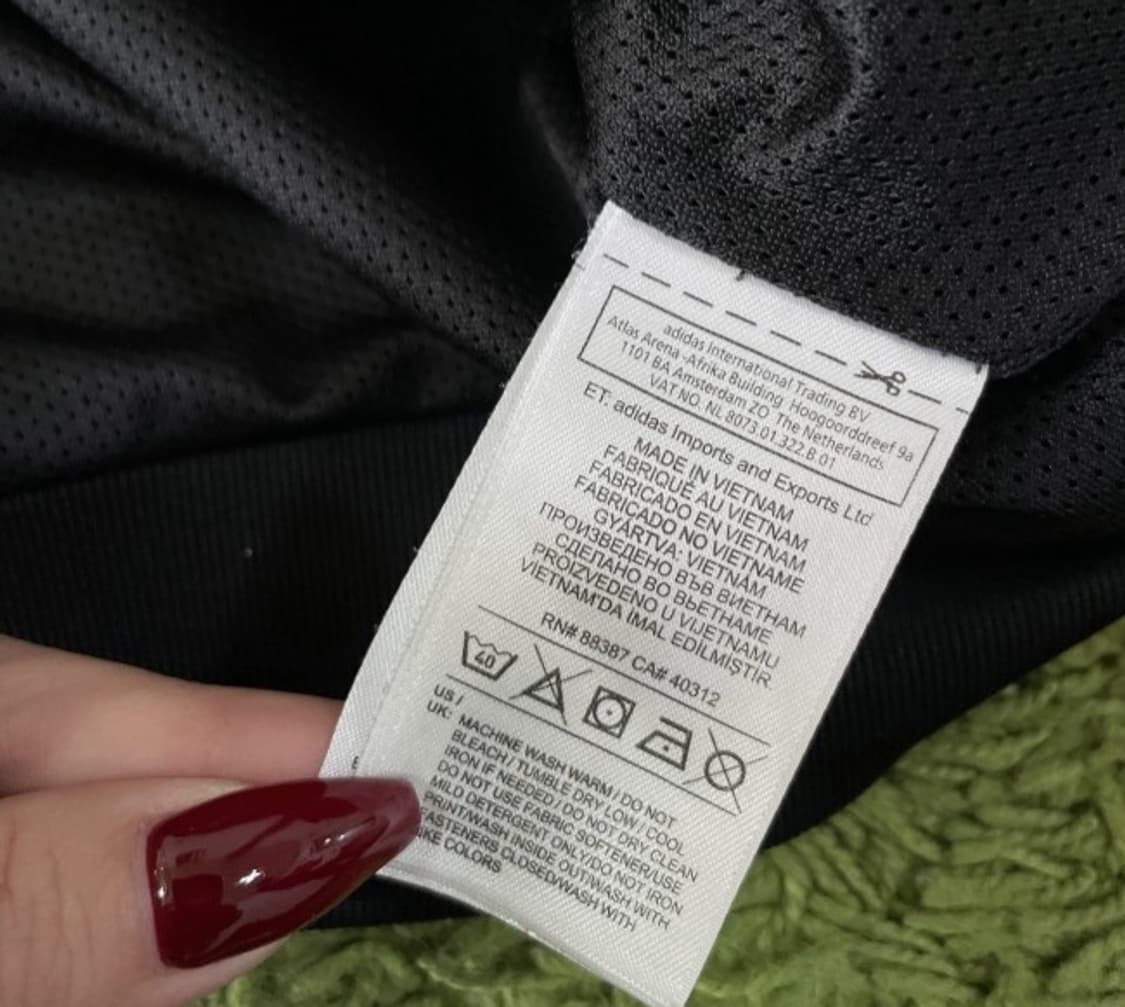 adidas International Trading BV
Atlas Arena -Afrika Building Hoogoorddreef 9a
1101 BA Amsterdam ZO The Netherlands
VAT NO. NL 8073.01.322.B.01
ET: adidas Imports and Exports Ltd
MADE IN VIETNAM
FABRIQUÉ AU VIETNAM
FABRICADO EN VIETNAM
FABRICADO NO VIETNAME
GYÁRTVA: VIETNÁM
ПРОИЗВЕДЕНО ВЪВ ВИЕТНАМ
СДЕЛАНО ВО ВЬЕТНАМЕ
PROIZVEDENO U VIJETNAMU
VİETNAM'DA İMAL EDİLMİŞTİR.
RN# 88387 CA# 40312
40
US /
UK: MACHINE WASH WARM / DO NOT
BLEACH / TUMBLE DRY LOW / COOL
IRON IF NEEDED / DO NOT DRY CLEAN
DO NOT USE FABRIC SOFTENER/USE
MILD DETERGENT ONLY/DO NOT IRON
PRINT/WASH INSIDE OUT/WASH WITH
FASTENERS CLOSED/WASH WITH
COLORS